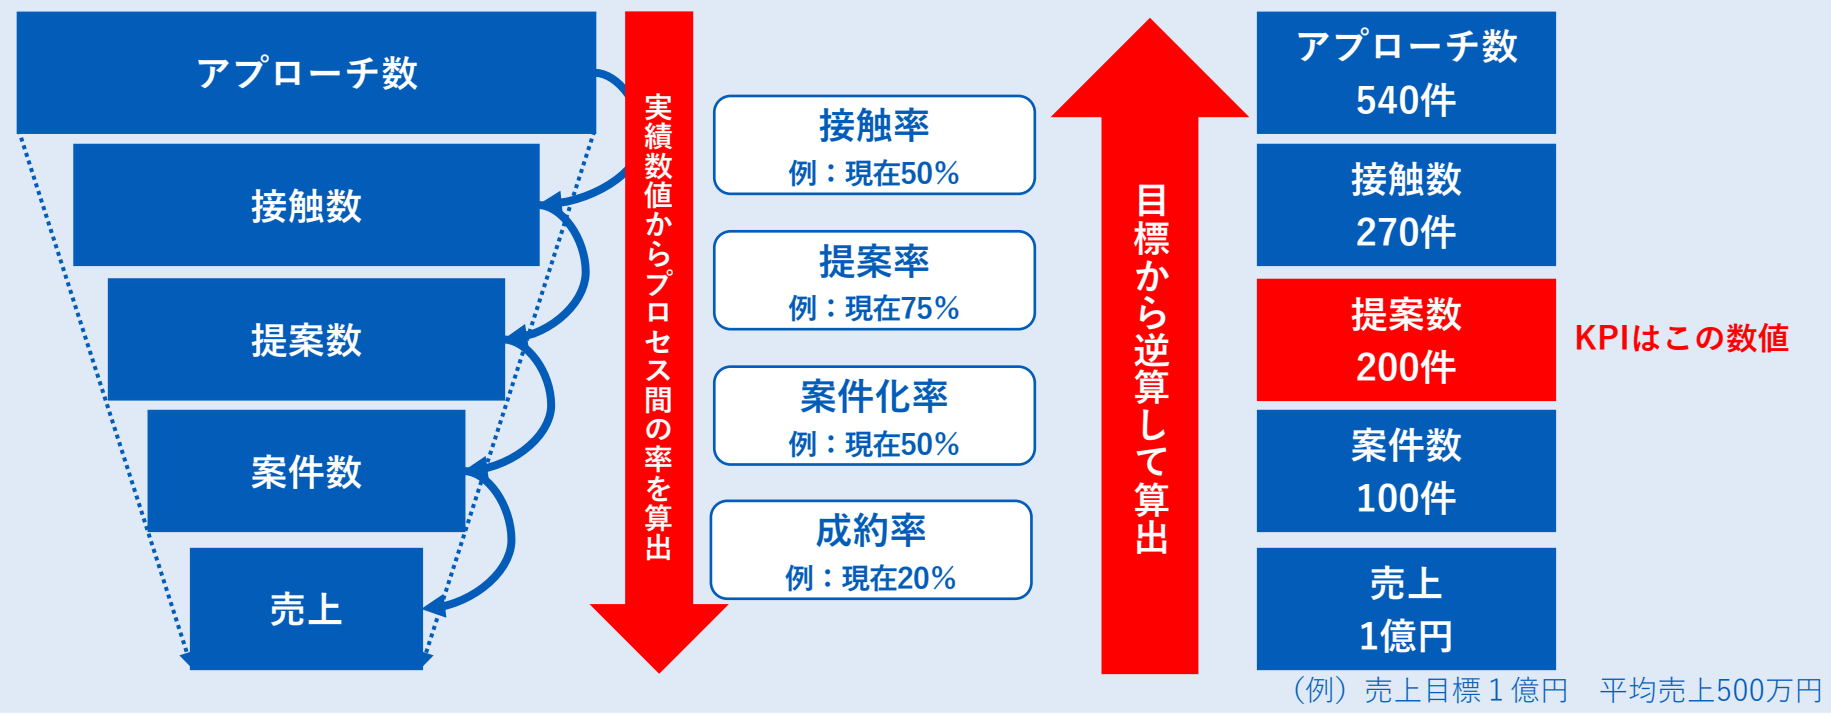 アプローチ数
接触数
提案数
案件数
売上
実績数値からプロセス間の率を算出
接触率
例：現在50%
提案率
例：現在75%
案件化率
例：現在50%
成約率
例：現在20%
目標から逆算して算出
アプローチ数
540件
接触数
270件
提案数
200件
KPIはこの数値
案件数
100件
売上
1億円
（例）売上目標１億円　平均売上500万円